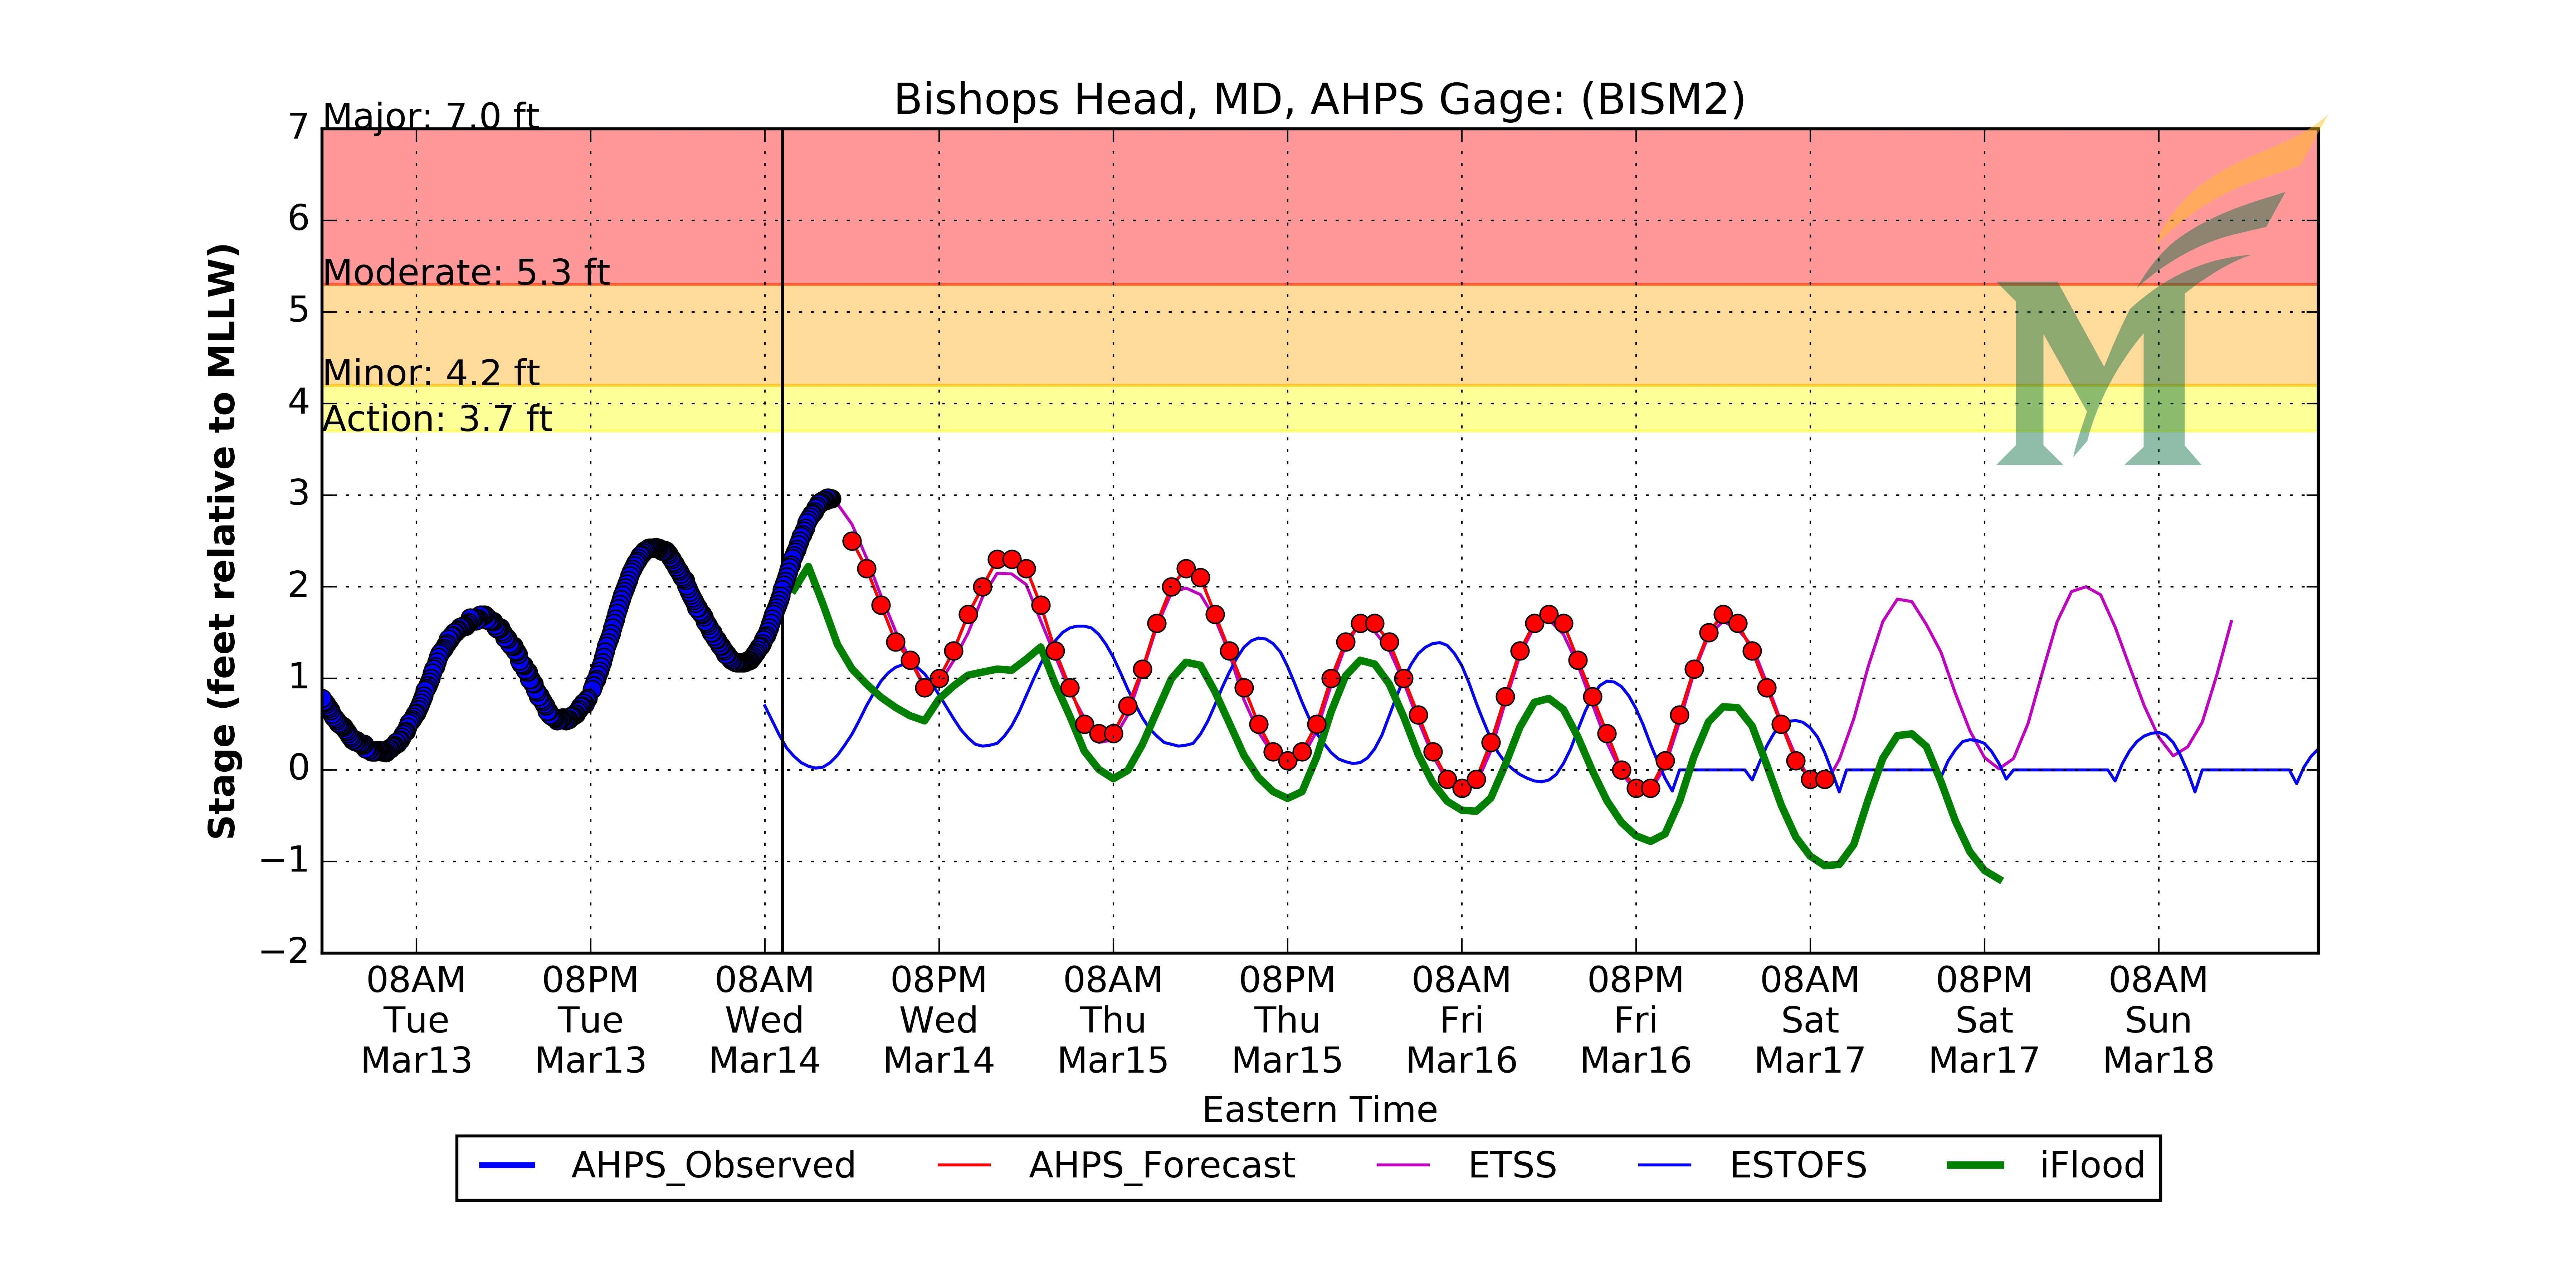 Bishops Head, MD, AHPS Gage: (BISM2)
Major: 7.0 ft
Moderate: 5.3 ft
Minor: 4.2 ft
Action: 3.7 ft
7
6
5
4
3
2
1
0
−1
−2
Stage (feet relative to MLLW)
08AM 08PM 08AM 08PM 08AM 08PM 08AM 08PM 08AM 08PM 08AM
Tue Tue Wed Wed Thu Thu Fri Fri Sat Sat Sun
Mar13 Mar13 Mar14 Mar14 Mar15 Mar15 Mar16 Mar16 Mar17 Mar17 Mar18
Eastern Time
AHPS_Observed AHPS_Forecast ETSS ESTOFS iFlood
M